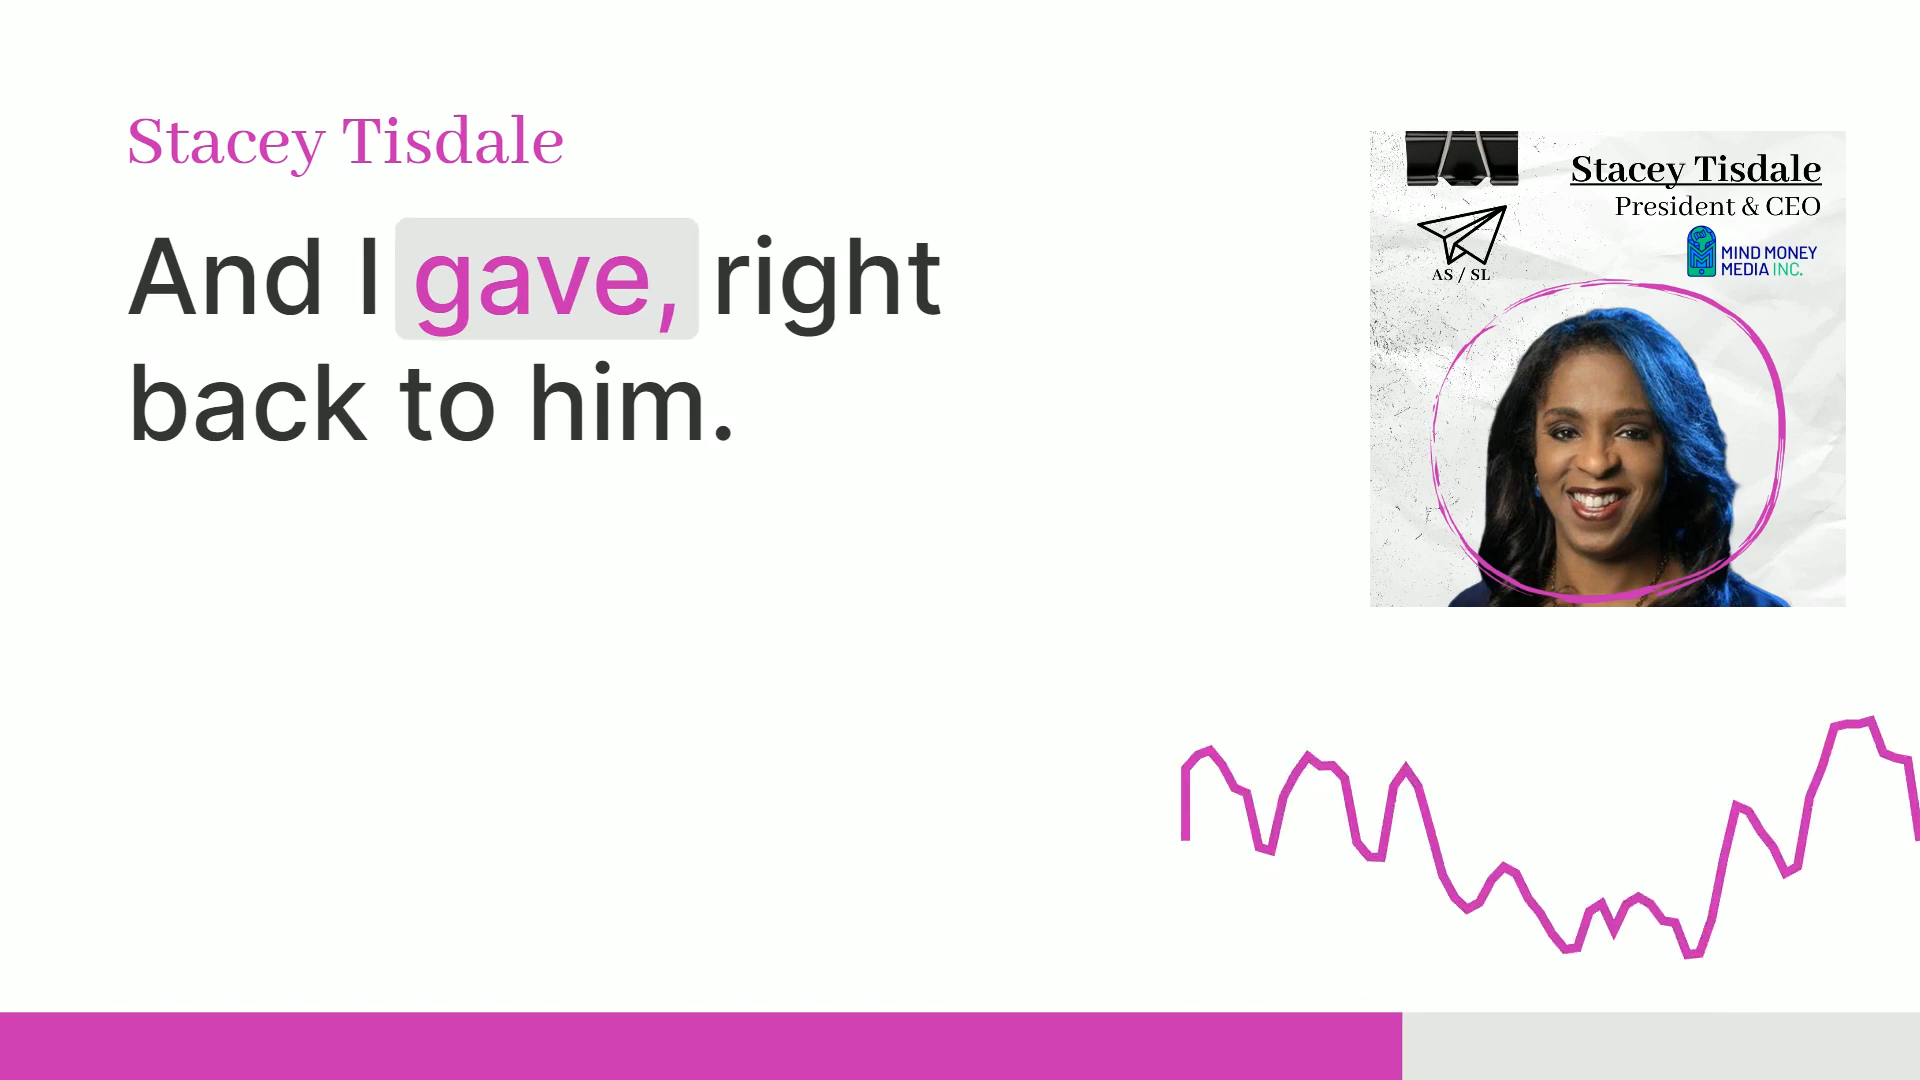 Stacey Tisdale
And I gave, right
back to him.
Stacey Tisdale
President & CEO
AS / SL
MIND MONEY
MEDIA INC.